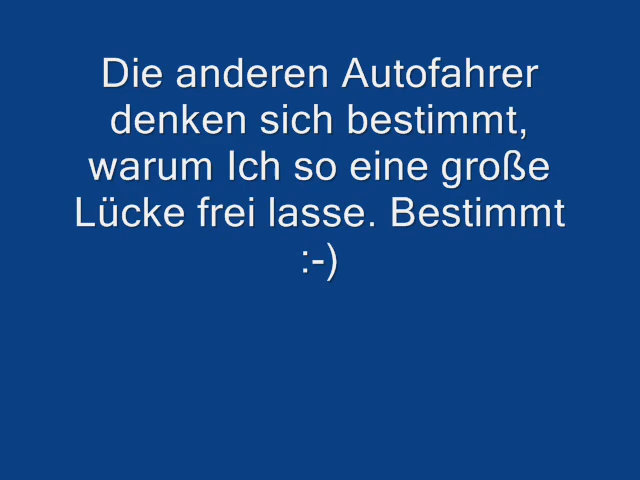 Die anderen Autofahrer
denken sich bestimmt,
warum Ich so eine große
Lücke frei lasse. Bestimmt
:-)